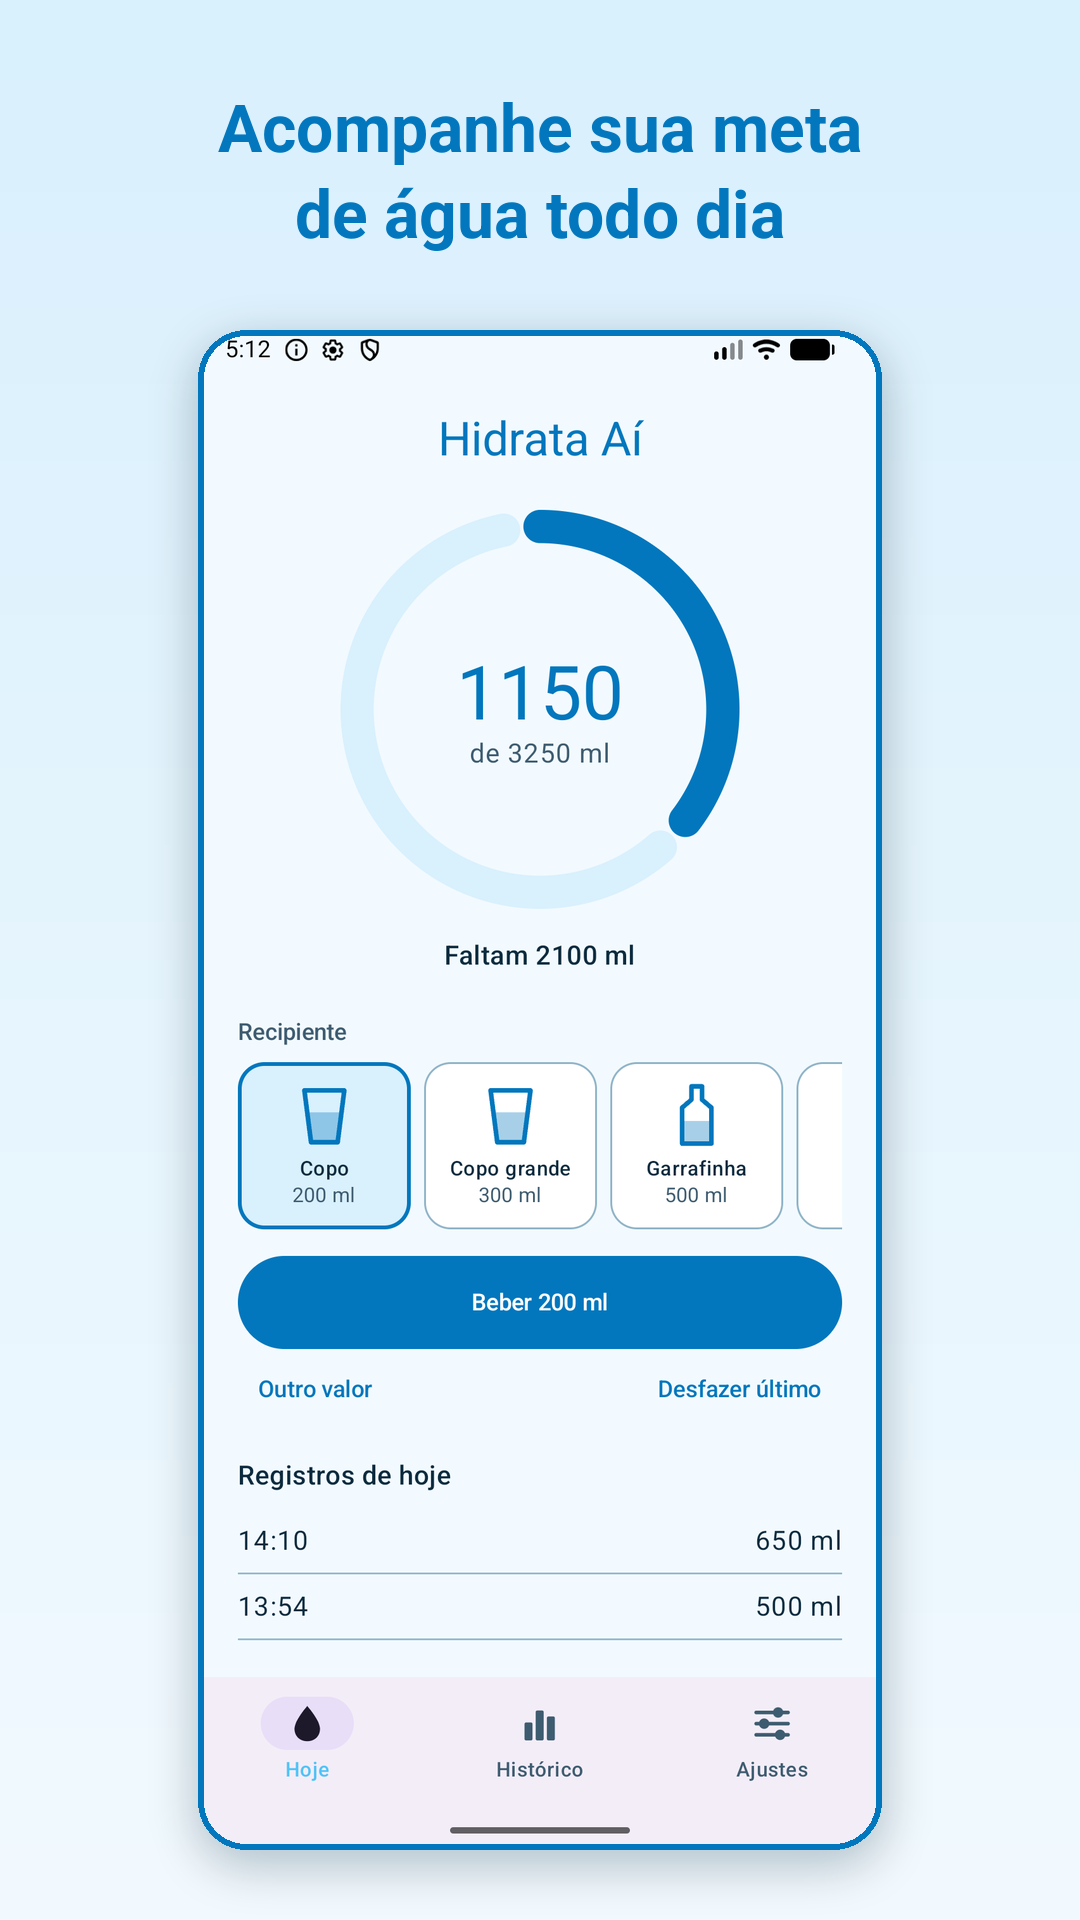 Acompanhe sua meta
de água todo dia
5:12
Hidrata Aí
1150
de 3250 ml
Faltam 2100 ml
Recipiente
Copo
200 ml
Copo grande
300 ml
Garrafinha
500 ml
Beber 200 ml
Outro valor
Desfazer último
Registros de hoje
14:10 650 ml
13:54 500 ml
Hoje
Histórico
Ajustes